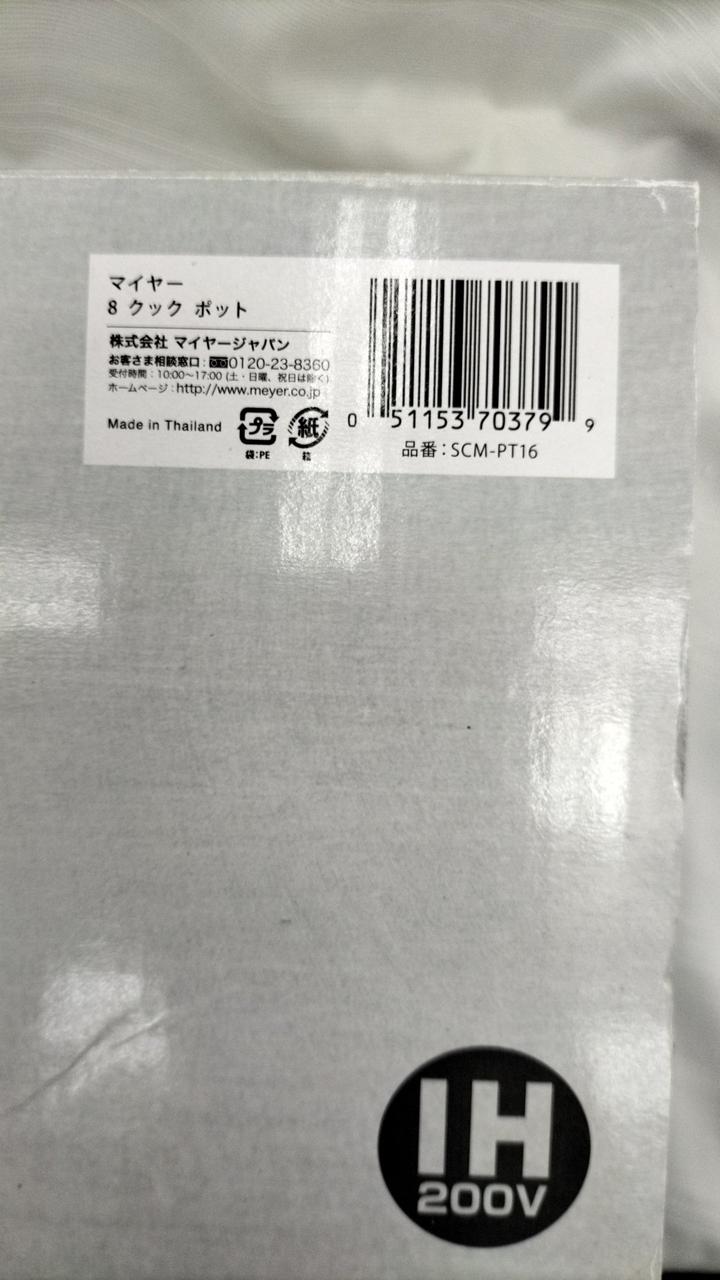 マイヤー
8 クック ポット
株式会社 マイヤージャパン
お客さま相談窓口：0120-23-8360
受付時間：10:00～17:00 (土・日曜、祝日は除く)
ホームページ：http://www.meyer.co.jp
Made in Thailand
プラ
袋:PE
紙
箱
0 51153 70379 9
品番：SCM-PT16
IH
200V